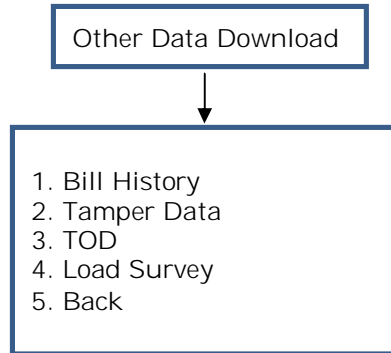 Other Data Download
1. Bill History
2. Tamper Data
3. TOD
4. Load Survey
5. Back